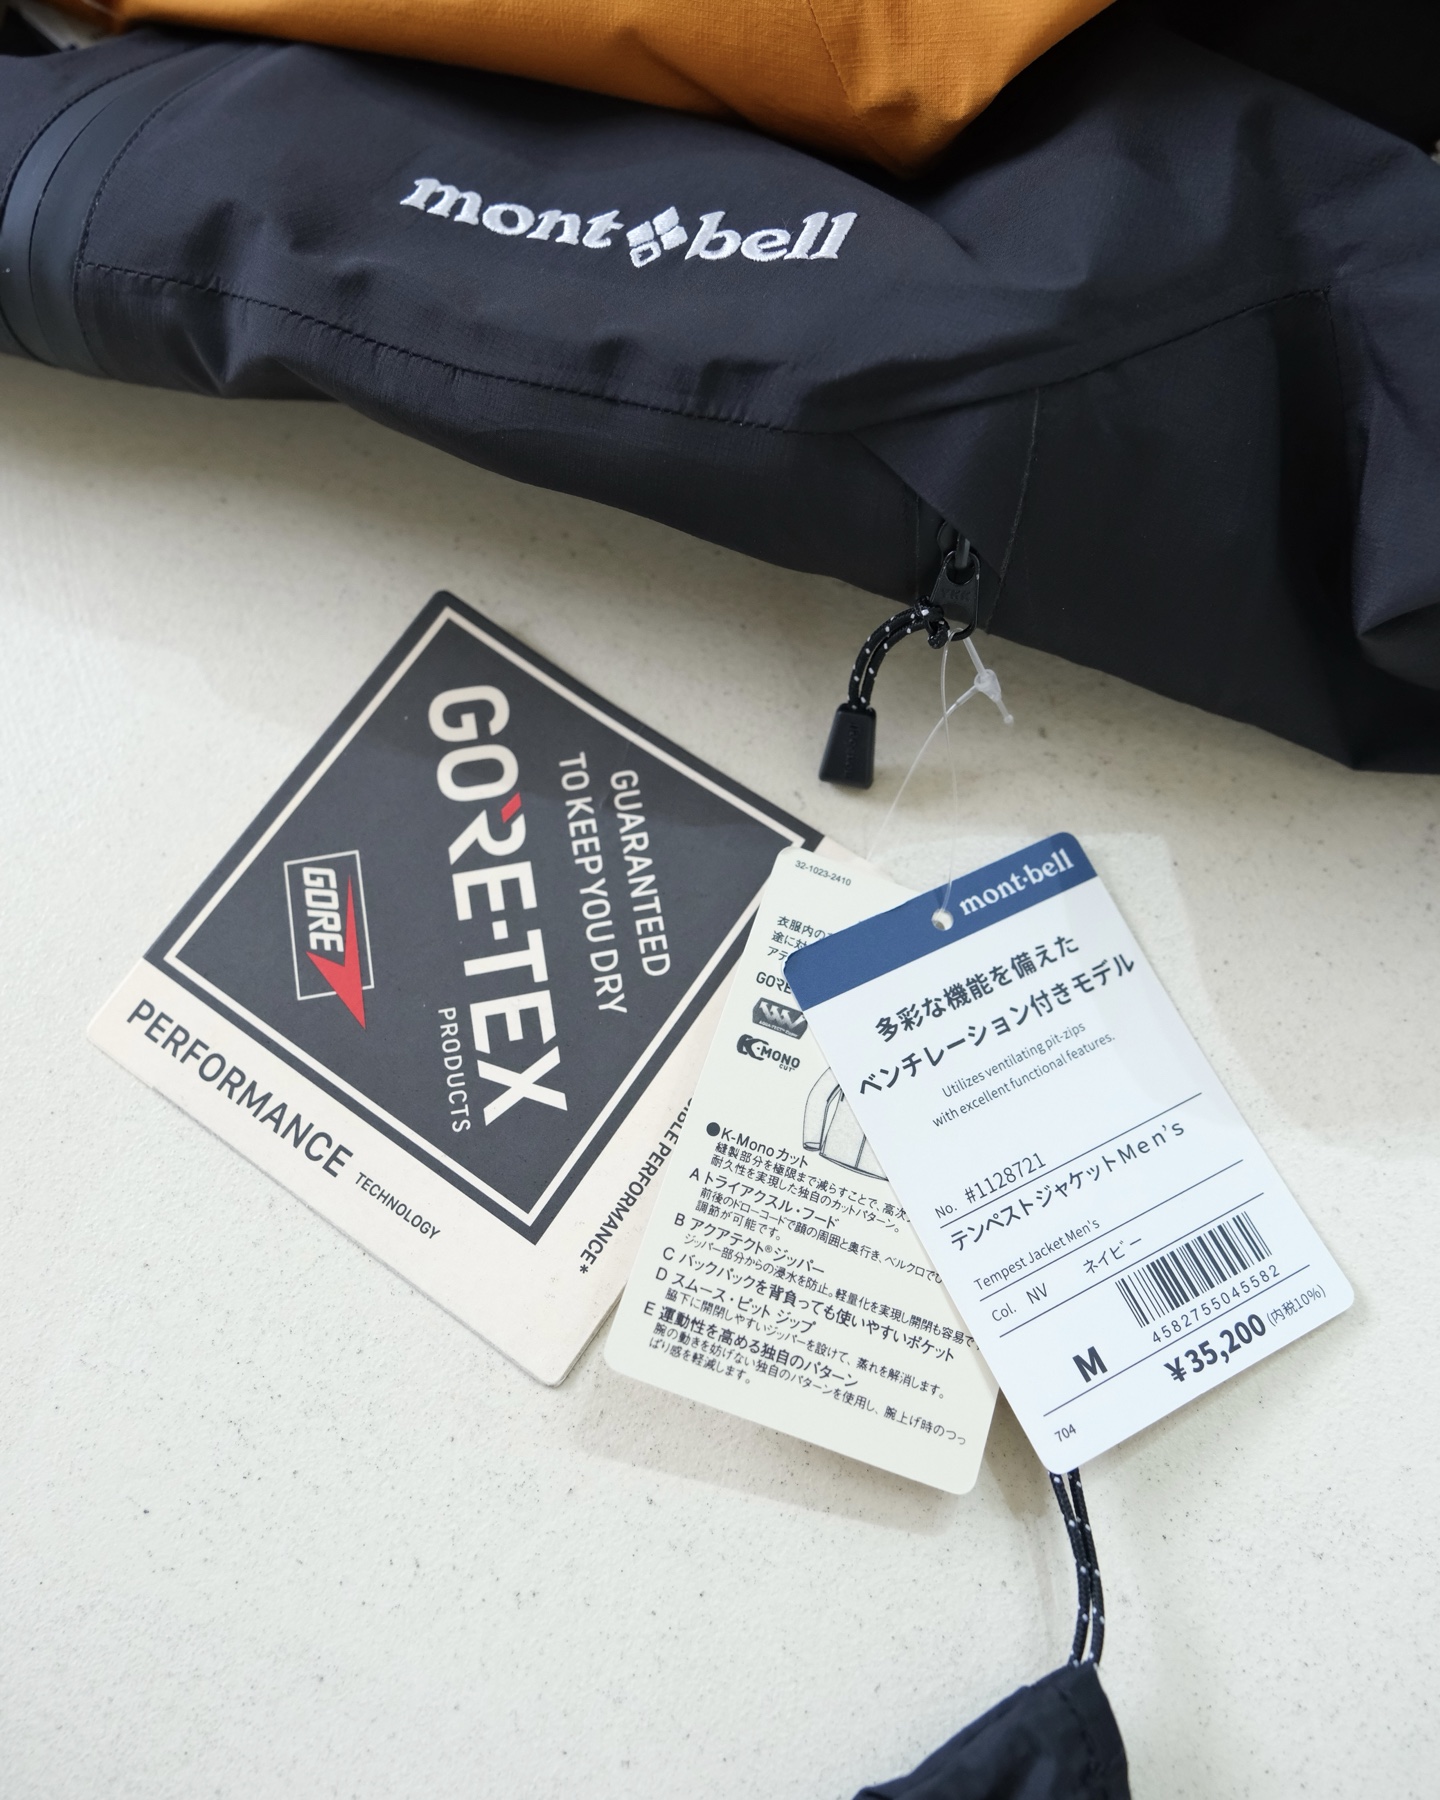 mont bell
YKK
GUARANTEED
TO KEEP YOU DRY
GORE-TEX
PRODUCTS
GORE
PERFORMANCE TECHNOLOGY
PERFORMANCE*
32-1023-2410
衣服内の
途に対
アテ
GORE
K-MONO
CUT
●K-Mono カット
縫製部分を極限まで減らすことで、高次
耐久性を実現した独自のカットパターン。
A トライアクスル・フード
前後のドローコードで顔の周囲と奥行き、ベルクロで
調節が可能です。
B アクアテクト®ジッパー
ジッパー部分からの浸水を防止。軽量化を実現し開閉も容易で
C バックパックを背負っても使いやすいポケット
D スムース・ピット ジップ
脇下に開閉しやすいジッパーを設けて、蒸れを解消します。
E 運動性を高める独自のパターン
腕の動きを妨げない独自のパターンを使用し、腕上げ時のつっ
ぱり感を軽減します。
mont-bell
多彩な機能を備えた
ベンチレーション付きモデル
Utilizes ventilating pit-zips
with excellent functional features.
No. #1128721
テンペストジャケットMen's
Tempest Jacket Men's
Col. NV ネイビー
4582755045582
M ¥35,200 (内税10%)
704